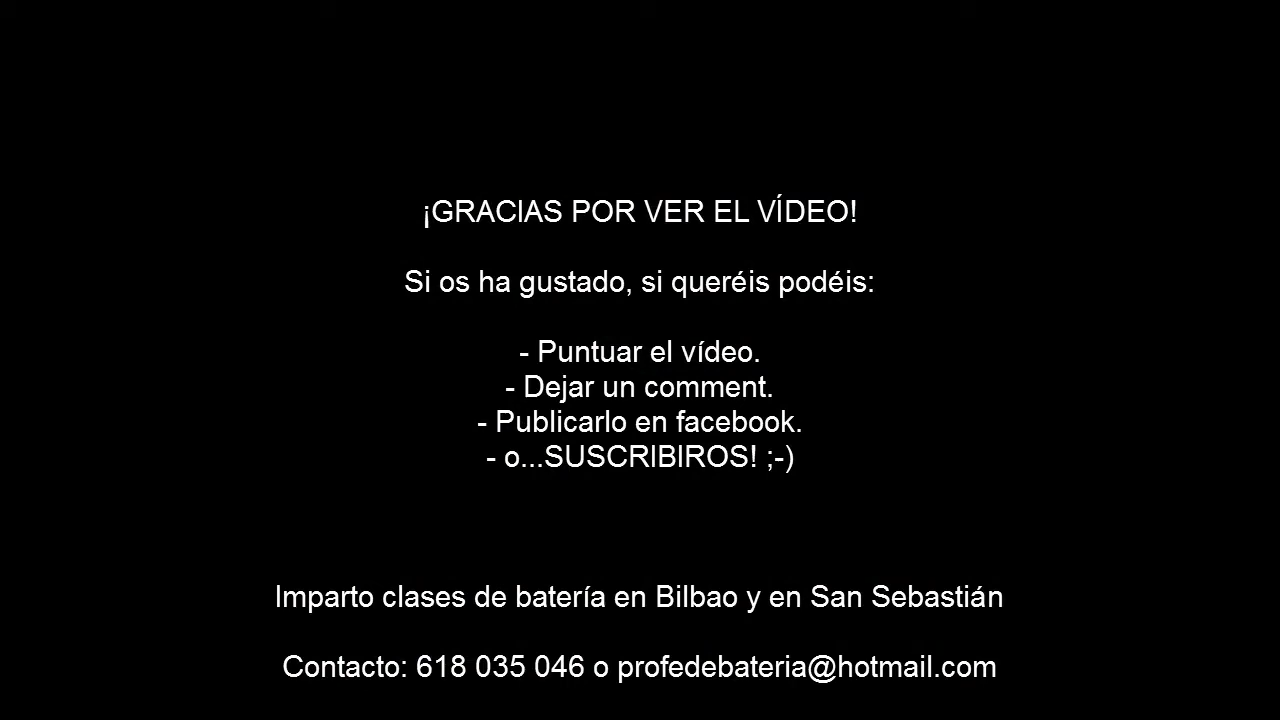 ¡GRACIAS POR VER EL VÍDEO!
Si os ha gustado, si queréis podéis:
- Puntuar el vídeo.
- Dejar un comment.
- Publicarlo en facebook.
- o...SUSCRIBIROS! ;-)
Imparto clases de batería en Bilbao y en San Sebastián
Contacto: 618 035 046 o profedebateria@hotmail.com